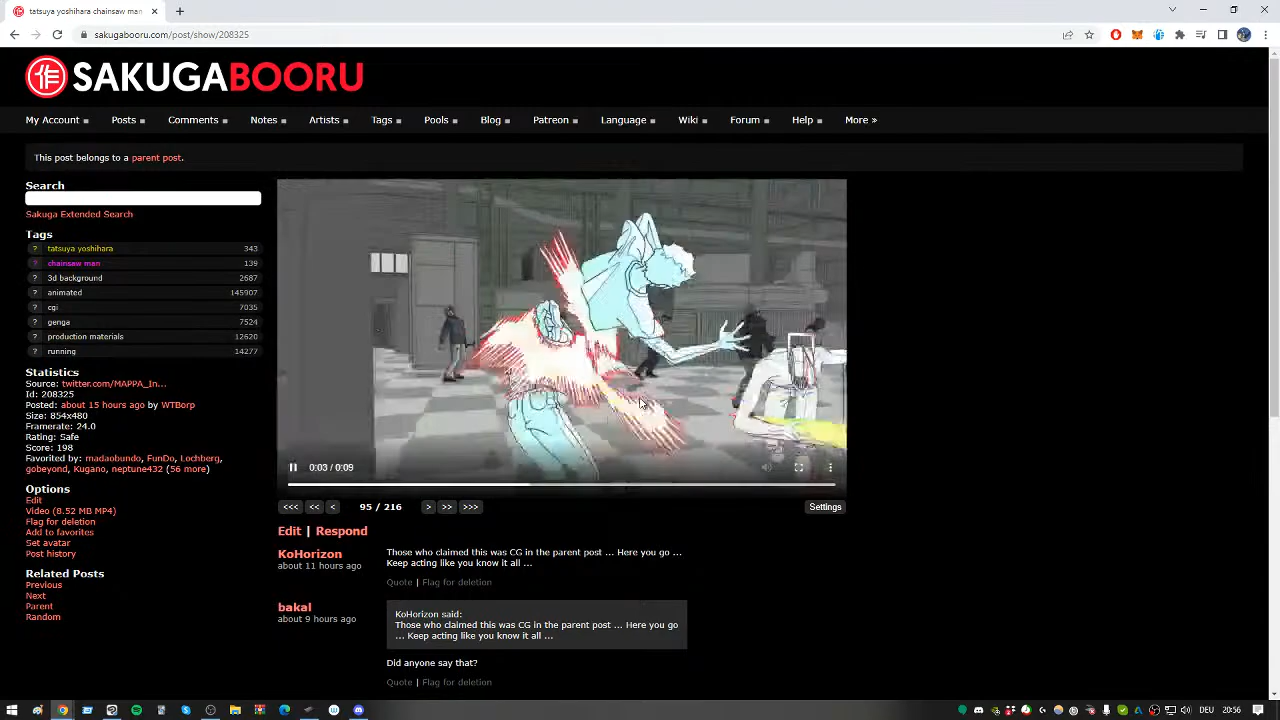 tatsuya yoshihara chainsaw man
sakugabooru.com/post/show/208325
SAKUGABOORU
My Account Posts Comments Notes Artists Tags Pools Blog Patreon Language Wiki Forum Help More »
This post belongs to a parent post.
Search
Sakuga Extended Search
Tags
? tatsuya yoshihara 343
? chainsaw man 139
? 3d background 2687
? animated 145907
? cgi 7035
? genga 7524
? production materials 12620
? running 14277
Statistics
Source: twitter.com/MAPPA_In...
Id: 208325
Posted: about 15 hours ago by WTBorp
Size: 854x480
Framerate: 24.0
Rating: Safe
Score: 198
Favorited by: madaobundo, FunDo, Lochberg,
gobeyond, Kugano, neptune432 (56 more)
Options
Edit
Video (8.52 MB MP4)
Flag for deletion
Add to favorites
Set avatar
Post history
Related Posts
Previous
Next
Parent
Random
0:03 / 0:09
<<< << < 95 / 216 > >> >>> Settings
Edit | Respond
KoHorizon
about 11 hours ago
Those who claimed this was CG in the parent post ... Here you go ...
Keep acting like you know it all ...
Quote | Flag for deletion
bakal
about 9 hours ago
KoHorizon said:
Those who claimed this was CG in the parent post ... Here you go
... Keep acting like you know it all ...
Did anyone say that?
Quote | Flag for deletion
DEU 20:56